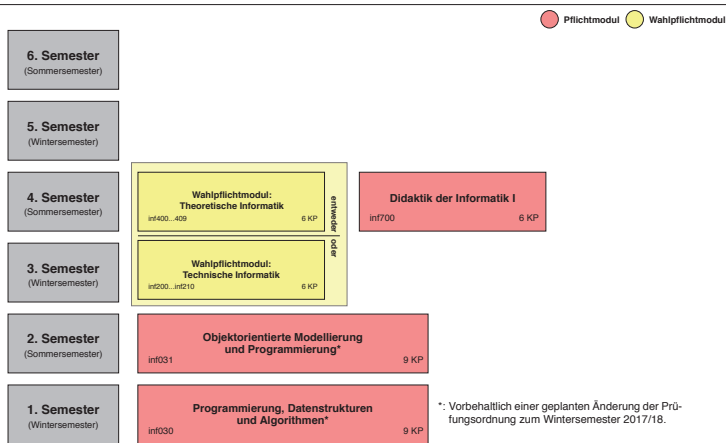 Pflichtmodul
Wahlpflichtmodul
6. Semester
(Sommersemester)
5. Semester
(Wintersemester)
4. Semester
(Sommersemester)
Wahlpflichtmodul:
Theoretische Informatik
inf400...409
6 KP
entweder
Didaktik der Informatik I
inf700
6 KP
3. Semester
(Wintersemester)
oder
Wahlpflichtmodul:
Technische Informatik
inf200...inf210
6 KP
2. Semester
(Sommersemester)
Objektorientierte Modellierung
und Programmierung*
inf031
9 KP
1. Semester
(Wintersemester)
Programmierung, Datenstrukturen
und Algorithmen*
inf030
9 KP
*: Vorbehaltlich einer geplanten Änderung der Prü-
fungsordnung zum Wintersemester 2017/18.